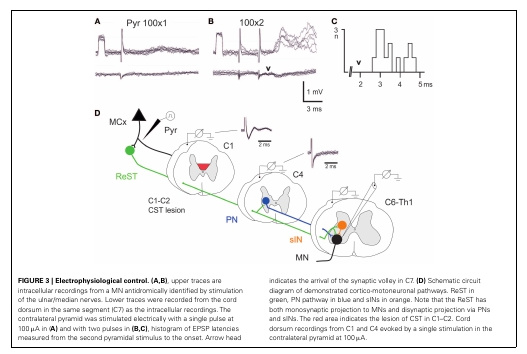 A Pyr 100x1
B 100x2
C
3
n
2 3 4 5 ms
1 mV
3 ms
D
MCx
Pyr
ReST
C1-C2
CST lesion
C1
2 ms
C4
2 ms
PN
C6-Th1
sIN
MN
FIGURE 3 | Electrophysiological control. (A,B), upper traces are
intracellular recordings from a MN antidromically identified by stimulation
of the ulnar/median nerves. Lower traces were recorded from the cord
dorsum in the same segment (C7) as the intracellular recordings. The
contralateral pyramid was stimulated electrically with a single pulse at
100 μA in (A) and with two pulses in (B,C), histogram of EPSP latencies
measured from the second pyramidal stimulus to the onset. Arrow head
indicates the arrival of the synaptic volley in C7. (D) Schematic circuit
diagram of demonstrated cortico-motoneuronal pathways. ReST in
green, PN pathway in blue and sINs in orange. Note that the ReST has
both monosynaptic projection to MNs and disynaptic projection via PNs
and sINs. The red area indicates the lesion of CST in C1–C2. Cord
dorsum recordings from C1 and C4 evoked by a single stimulation in the
contralateral pyramid at 100 μA.